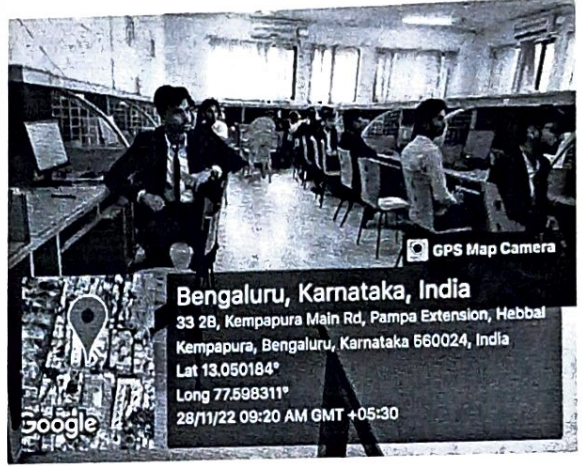 GPS Map Camera
Bengaluru, Karnataka, India
33 2B, Kempapura Main Rd, Pampa Extension, Hebbal
Kempapura, Bengaluru, Karnataka 560024, India
Lat 13.050184°
Long 77.598311°
28/11/22 09:20 AM GMT +05:30
Google